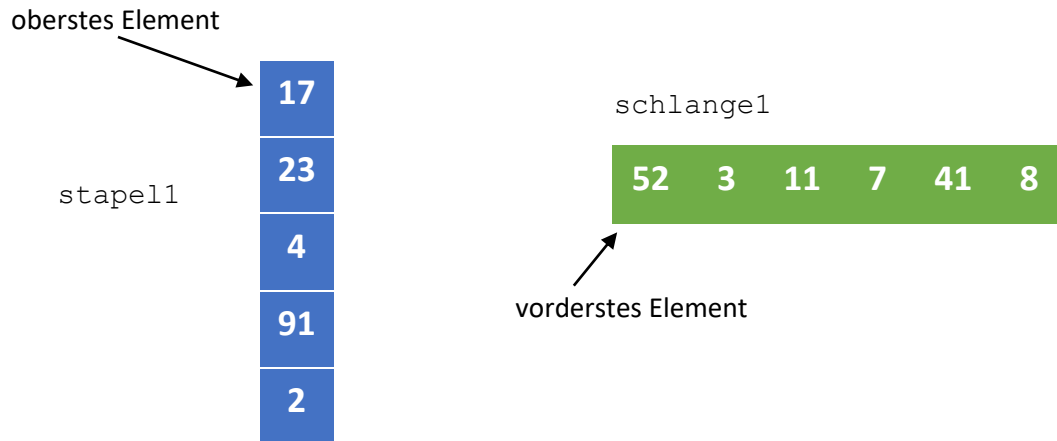 oberstes Element
17
23
4
91
2
stapel1
schlange1
52 3 11 7 41 8
vorderstes Element